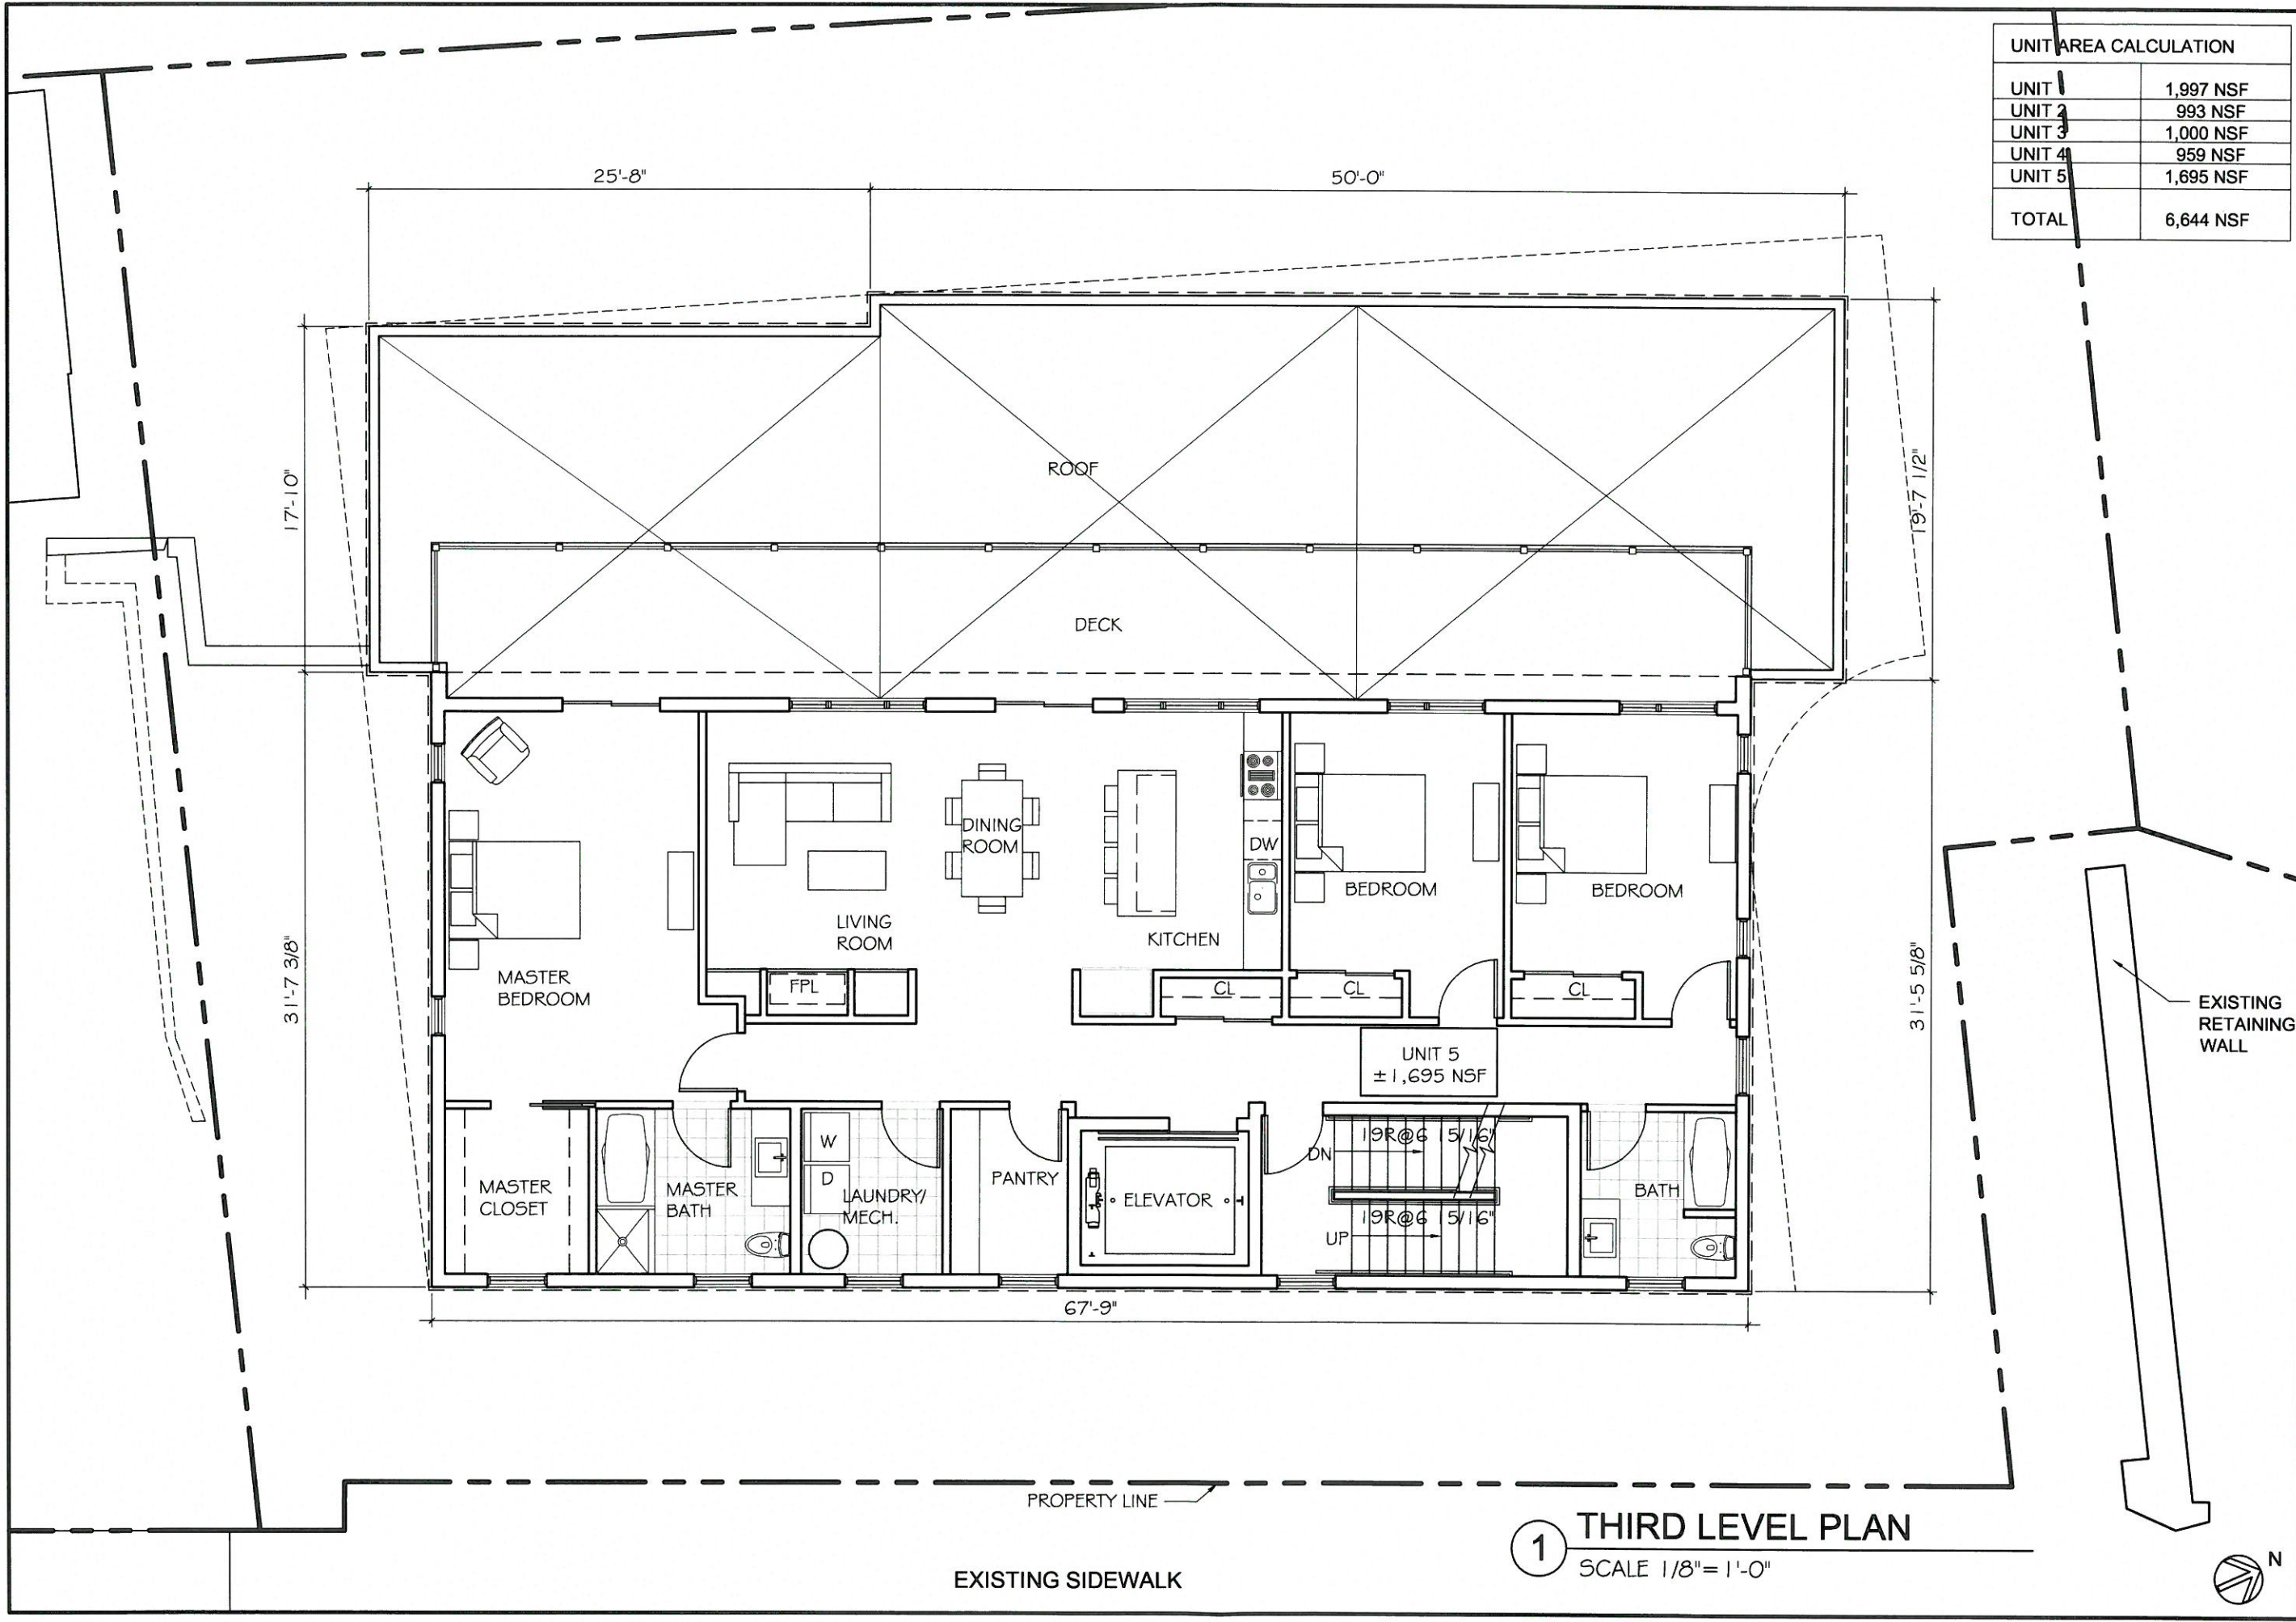 UNIT AREA CALCULATION
UNIT 1 1,997 NSF
UNIT 2 993 NSF
UNIT 3 1,000 NSF
UNIT 4 959 NSF
UNIT 5 1,695 NSF
TOTAL 6,644 NSF
25'-8"
50'-0"
17'-10"
19'-7 1/2"
ROOF
DECK
DINING
ROOM
DW
BEDROOM
BEDROOM
LIVING
ROOM
KITCHEN
MASTER
BEDROOM
FPL
CL
CL
CL
31'-7 3/8"
31'-5 5/8"
EXISTING
RETAINING
WALL
UNIT 5
±1,695 NSF
W
D
LAUNDRY/
MECH.
MASTER
CLOSET
MASTER
BATH
PANTRY
ELEVATOR
19R@6 15/16"
DN
19R@6 15/16"
UP
BATH
67'-9"
PROPERTY LINE
1
THIRD LEVEL PLAN
SCALE 1/8"=1'-0"
EXISTING SIDEWALK
N